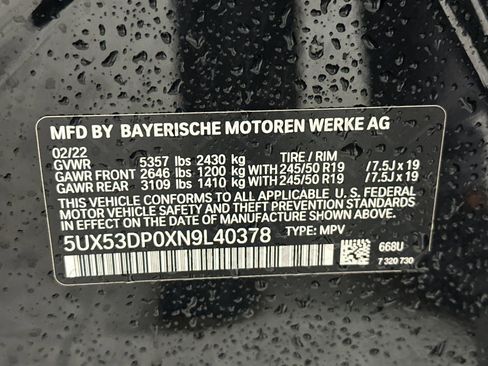 MFD BY BAYERISCHE MOTOREN WERKE AG
02/22
GVWR 5357 lbs 2430 kg TIRE / RIM
GAWR FRONT 2646 lbs 1200 kg WITH 245/50 R19 /7.5J x 19
GAWR REAR 3109 lbs 1410 kg WITH 245/50 R19 /7.5J x 19
THIS VEHICLE CONFORMS TO ALL APPLICABLE U. S. FEDERAL
MOTOR VEHICLE SAFETY AND THEFT PREVENTION STANDARDS
IN EFFECT ON THE DATE OF MANUFACTURE SHOWN ABOVE.
5UX53DP0XN9L40378 TYPE: MPV 668U
7 320 730